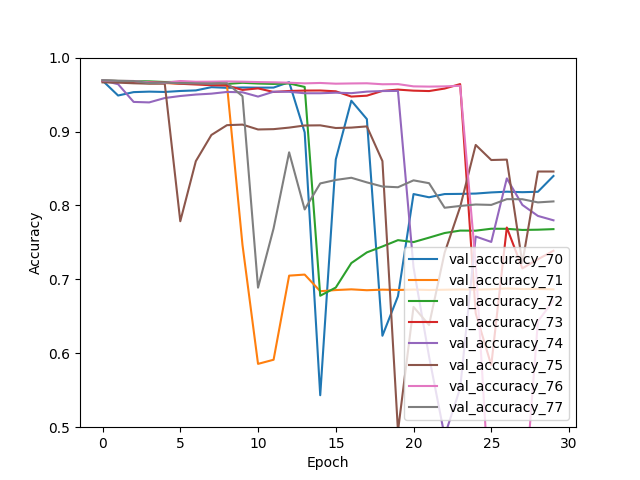 1.0
0.9
0.8
0.7
0.6
0.5
Accuracy
0 5 10 15 20 25 30
Epoch
val_accuracy_70
val_accuracy_71
val_accuracy_72
val_accuracy_73
val_accuracy_74
val_accuracy_75
val_accuracy_76
val_accuracy_77